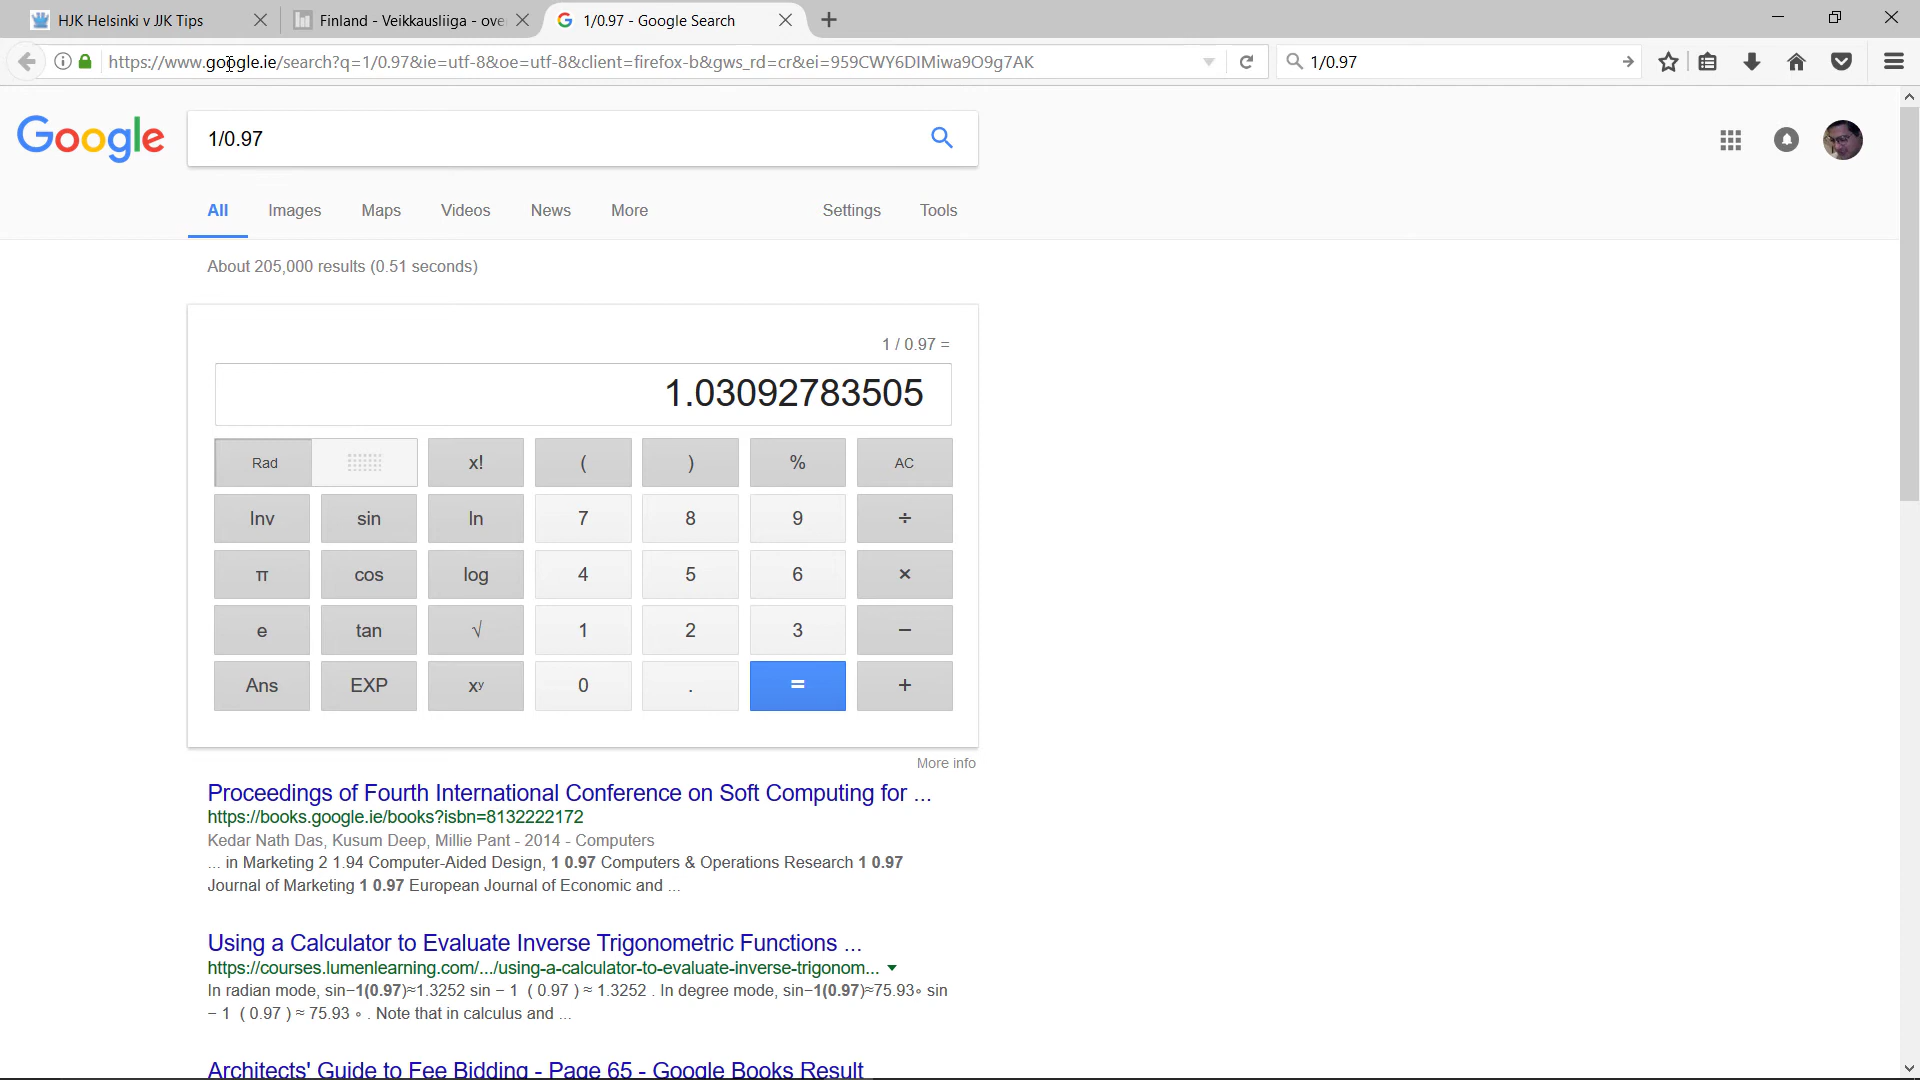 HJK Helsinki v JJK Tips
Finland - Veikkausliiga - ove
1/0.97 - Google Search
https://www.google.ie/search?q=1/0.97&ie=utf-8&oe=utf-8&client=firefox-b&gws_rd=cr&ei=959CWY6DIMiwa9O9g7AK
1/0.97
Google
1/0.97
All Images Maps Videos News More Settings Tools
About 205,000 results (0.51 seconds)
1 / 0.97 =
1.03092783505
Rad x! ( ) % AC
Inv sin ln 7 8 9 ÷
π cos log 4 5 6 ×
e tan √ 1 2 3 −
Ans EXP xʸ 0 . = +
More info
Proceedings of Fourth International Conference on Soft Computing for ...
https://books.google.ie/books?isbn=8132222172
Kedar Nath Das, Kusum Deep, Millie Pant - 2014 - Computers
... in Marketing 2 1.94 Computer-Aided Design, 1 0.97 Computers & Operations Research 1 0.97
Journal of Marketing 1 0.97 European Journal of Economic and ...
Using a Calculator to Evaluate Inverse Trigonometric Functions ...
https://courses.lumenlearning.com/.../using-a-calculator-to-evaluate-inverse-trigonom...
In radian mode, sin−1(0.97)≈1.3252 sin − 1 ( 0.97 ) ≈ 1.3252 . In degree mode, sin−1(0.97)≈75.93∘ sin
− 1 ( 0.97 ) ≈ 75.93 ∘ . Note that in calculus and ...
Architects' Guide to Fee Bidding - Page 65 - Google Books Result